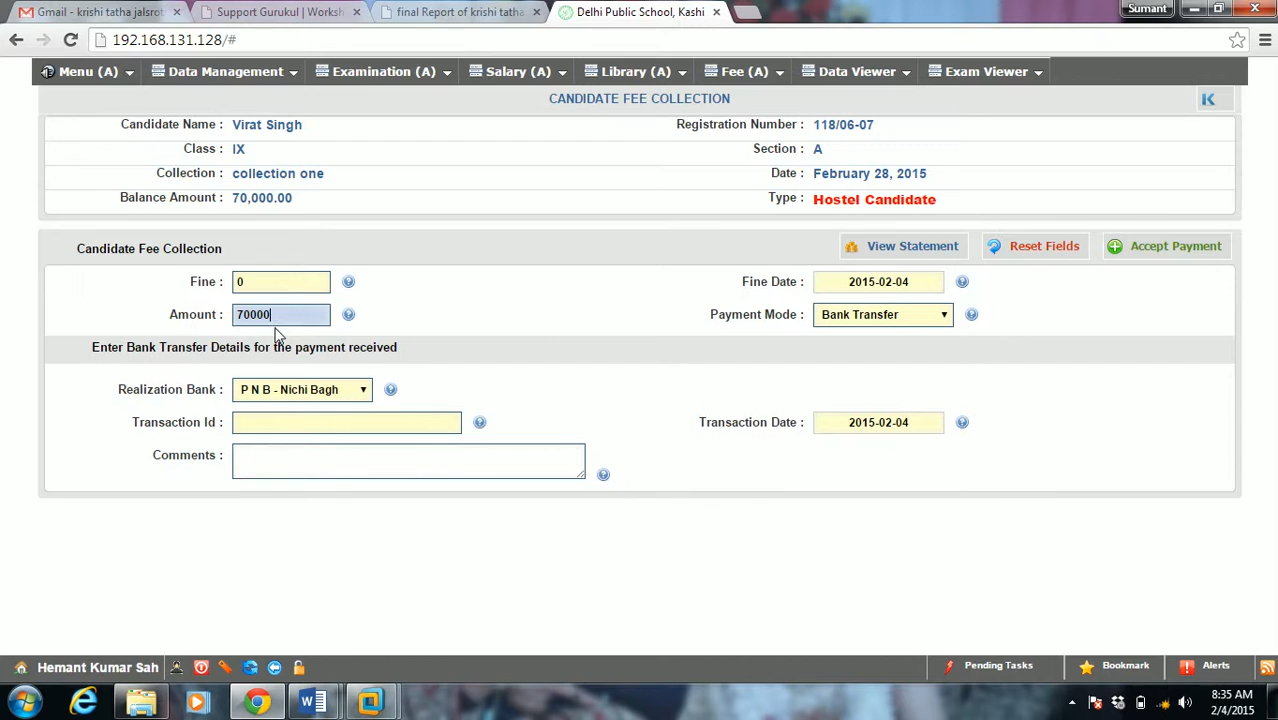 Gmail - krishi tatha jalsrot × Support Gurukul | Worksh × final Report of krishi tatha × Delhi Public School, Kashi × Sumant
192.168.131.128/#
Menu (A) Data Management Examination (A) Salary (A) Library (A) Fee (A) Data Viewer Exam Viewer
CANDIDATE FEE COLLECTION
Candidate Name : Virat Singh Registration Number : 118/06-07
Class : IX Section : A
Collection : collection one Date : February 28, 2015
Balance Amount : 70,000.00 Type : Hostel Candidate
Candidate Fee Collection View Statement Reset Fields Accept Payment
Fine : 0 Fine Date : 2015-02-04
Amount : 70000 Payment Mode : Bank Transfer
Enter Bank Transfer Details for the payment received
Realization Bank : P N B - Nichi Bagh
Transaction Id : Transaction Date : 2015-02-04
Comments :
Hemant Kumar Sah Pending Tasks Bookmark Alerts
8:35 AM
2/4/2015